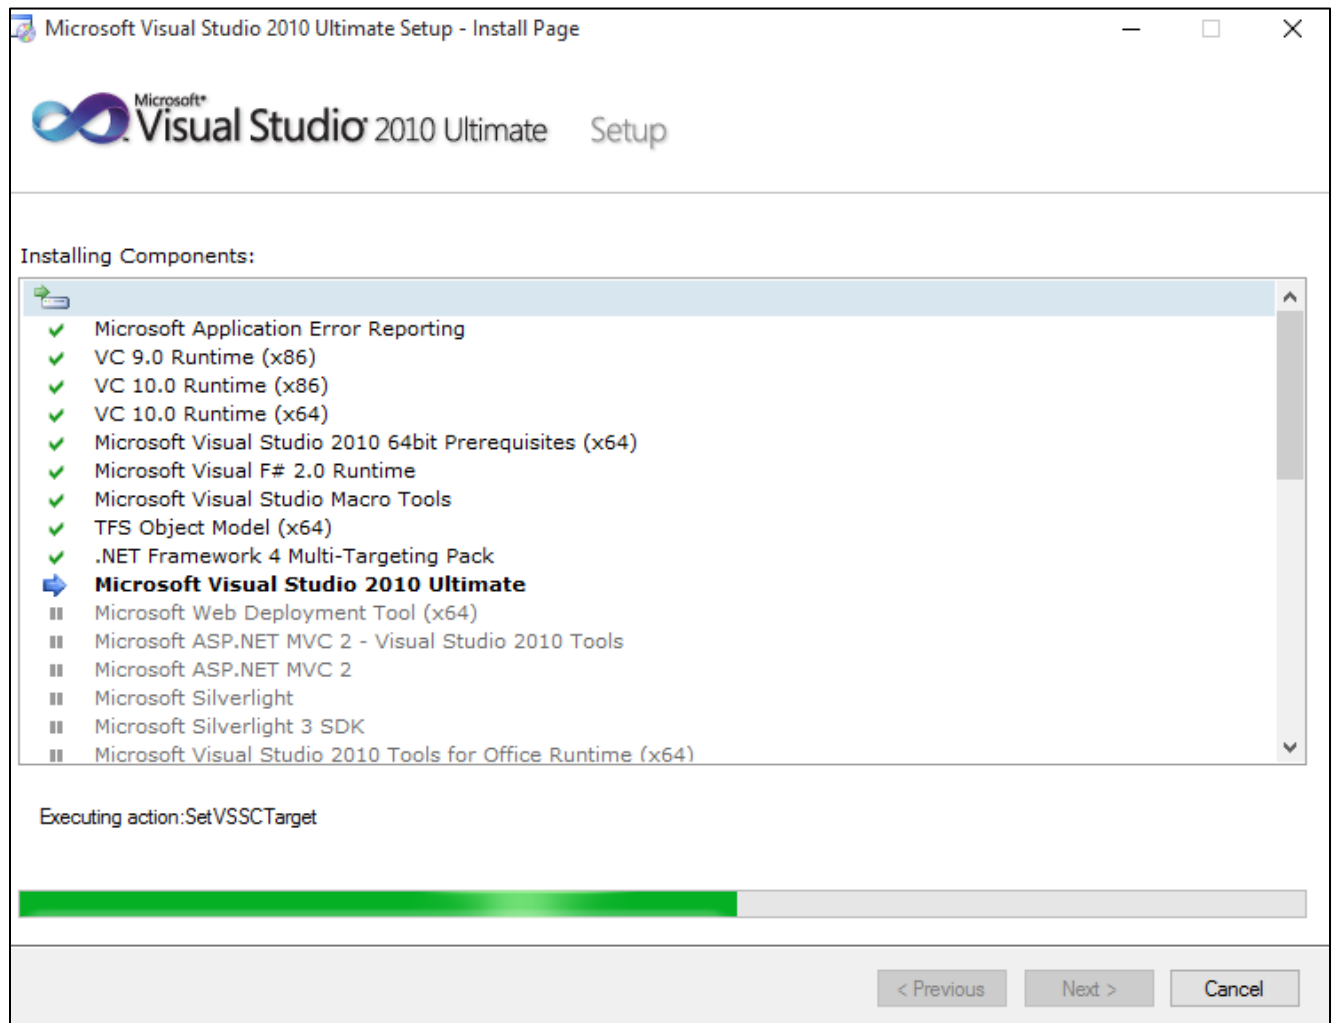 Microsoft Visual Studio 2010 Ultimate Setup - Install Page
Microsoft®
Visual Studio® 2010 Ultimate Setup
Installing Components:
Microsoft Application Error Reporting
VC 9.0 Runtime (x86)
VC 10.0 Runtime (x86)
VC 10.0 Runtime (x64)
Microsoft Visual Studio 2010 64bit Prerequisites (x64)
Microsoft Visual F# 2.0 Runtime
Microsoft Visual Studio Macro Tools
TFS Object Model (x64)
.NET Framework 4 Multi-Targeting Pack
Microsoft Visual Studio 2010 Ultimate
Microsoft Web Deployment Tool (x64)
Microsoft ASP.NET MVC 2 - Visual Studio 2010 Tools
Microsoft ASP.NET MVC 2
Microsoft Silverlight
Microsoft Silverlight 3 SDK
Microsoft Visual Studio 2010 Tools for Office Runtime (x64)
Executing action:SetVSSCTarget
< Previous Next > Cancel